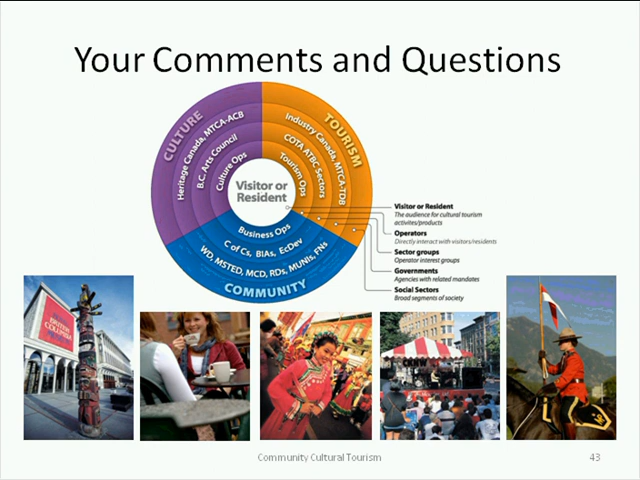 Your Comments and Questions
CULTURE
Heritage Canada, MTCA-ACB
B.C. Arts Council
Culture Ops
TOURISM
Industry Canada, MTCA-TDB
COTA ATBC Sectors
Tourism Ops
Visitor or
Resident
Business Ops
C of Cs, BIAs, EcDev
WD, MSTED, MCD, RDs, MUNIs, FNs
COMMUNITY
Visitor or Resident
The audience for cultural tourism
activites/products
Operators
Directly interact with visitors/residents
Sector groups
Operator interest groups
Governments
Agencies with related mandates
Social Sectors
Broad segments of society
BRITISH
COLUMBIA
Community Cultural Tourism
43